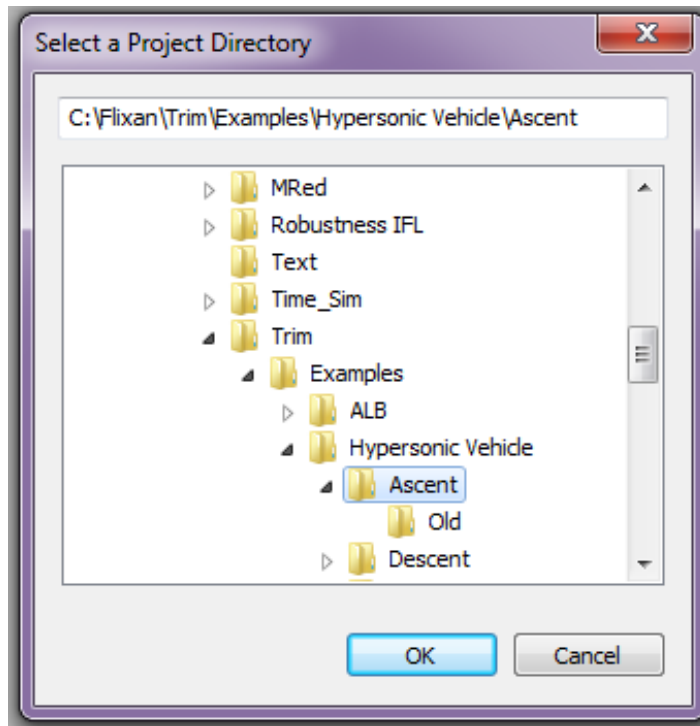 Select a Project Directory
C:\Flixan\Trim\Examples\Hypersonic Vehicle\Ascent
MRed
Robustness IFL
Text
Time_Sim
Trim
Examples
ALB
Hypersonic Vehicle
Ascent
Old
Descent
OK Cancel